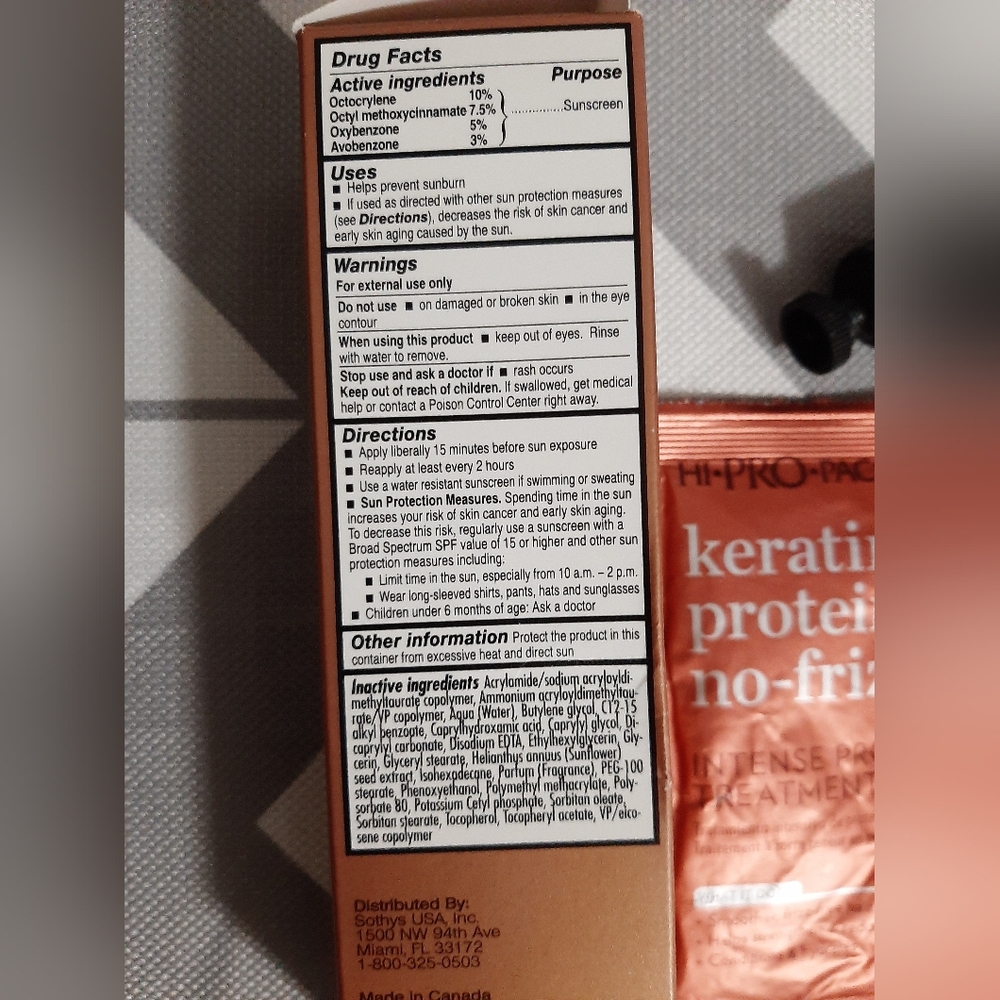 Drug Facts
Active ingredients Purpose
Octocrylene 10%
Octyl methoxycinnamate 7.5% ..............Sunscreen
Oxybenzone 5%
Avobenzone 3%
Uses
■ Helps prevent sunburn
■ If used as directed with other sun protection measures
(see Directions), decreases the risk of skin cancer and
early skin aging caused by the sun.
Warnings
For external use only
Do not use ■ on damaged or broken skin ■ in the eye
contour
When using this product ■ keep out of eyes. Rinse
with water to remove.
Stop use and ask a doctor if ■ rash occurs
Keep out of reach of children. If swallowed, get medical
help or contact a Poison Control Center right away.
Directions
■ Apply liberally 15 minutes before sun exposure
■ Reapply at least every 2 hours
■ Use a water resistant sunscreen if swimming or sweating
■ Sun Protection Measures. Spending time in the sun
increases your risk of skin cancer and early skin aging.
To decrease this risk, regularly use a sunscreen with a
Broad Spectrum SPF value of 15 or higher and other sun
protection measures including:
■ Limit time in the sun, especially from 10 a.m. – 2 p.m.
■ Wear long-sleeved shirts, pants, hats and sunglasses
■ Children under 6 months of age: Ask a doctor
Other information Protect the product in this
container from excessive heat and direct sun
Inactive ingredients Acrylamide/sodium acryloyldi-
methyltaurate copolymer, Ammonium acryloyldimethyltau-
rate/VP copolymer, Aqua (Water), Butylene glycol, C12-15
alkyl benzoate, Caprylhydroxamic acid, Caprylyl glycol, Di-
caprylyl carbonate, Disodium EDTA, Ethylhexylglycerin, Gly-
cerin, Glyceryl stearate, Helianthus annuus (Sunflower)
seed extract, Isohexadecane, Parfum (Fragrance), PEG-100
stearate, Phenoxyethanol, Polymethyl methacrylate, Poly-
sorbate 80, Potassium Cetyl phosphate, Sorbitan oleate,
Sorbitan stearate, Tocopherol, Tocopheryl acetate, VP/eico-
sene copolymer
Distributed By:
Sothys USA, Inc.
1500 NW 94th Ave
Miami, FL 33172
1-800-325-0503
Made in Canada
HI•PRO•PAC
keratin
protei
no-friz
INTENSE PR
TREATMENT